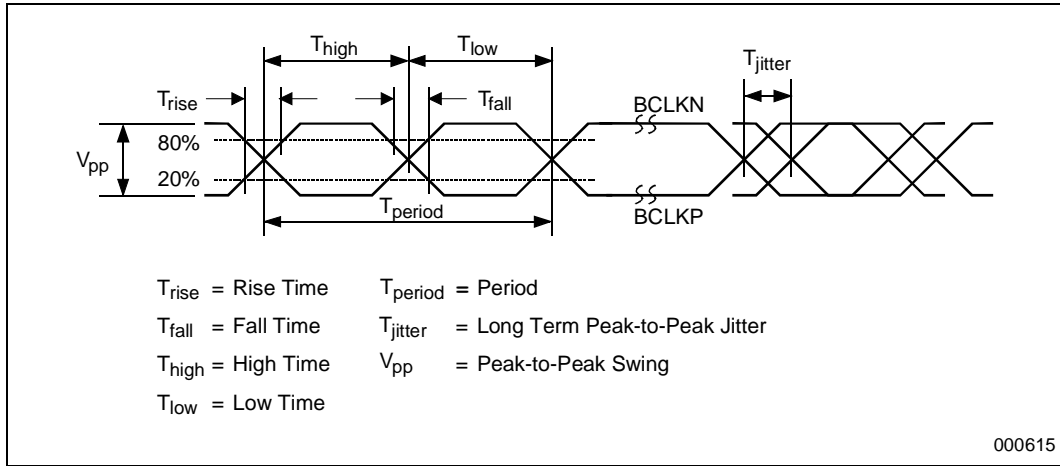 Thigh
Tlow
Tjitter
Trise
Tfall
BCLKN
80%
Vpp
20%
Tperiod
BCLKP
Trise = Rise Time
Tperiod = Period
Tfall = Fall Time
Tjitter = Long Term Peak-to-Peak Jitter
Thigh = High Time
Vpp = Peak-to-Peak Swing
Tlow = Low Time
000615